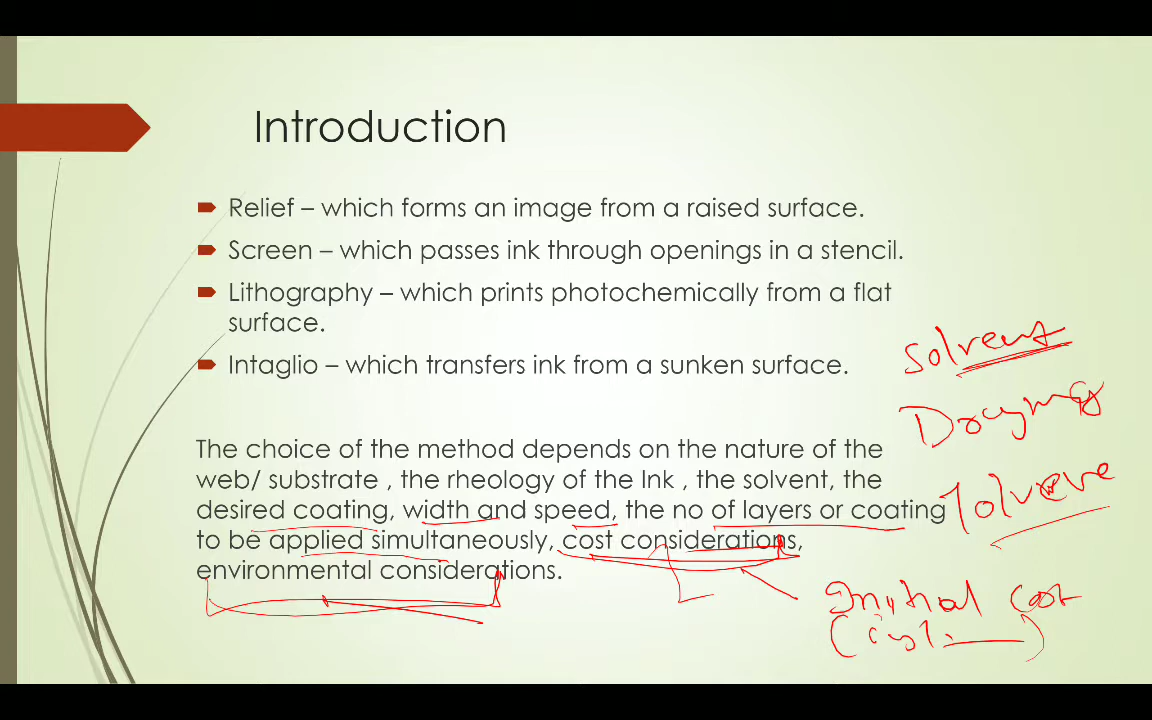 Introduction
Relief – which forms an image from a raised surface.
Screen – which passes ink through openings in a stencil.
Lithography – which prints photochemically from a flat
surface.
Intaglio – which transfers ink from a sunken surface.
Solvent
The choice of the method depends on the nature of the
web/ substrate , the rheology of the Ink , the solvent, the
desired coating, width and speed, the no of layers or coating
to be applied simultaneously, cost considerations,
environmental considerations.
Initial Cost